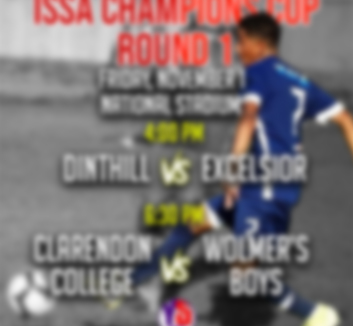 ISSA CHAMPIONS CUP
ROUND 1
FRIDAY, NOVEMBER 1
NATIONAL STADIUM
4:00 PM
DINTHILL VS EXCELSIOR
6:30 PM
CLARENDON COLLEGE VS WOLMER'S BOYS
7